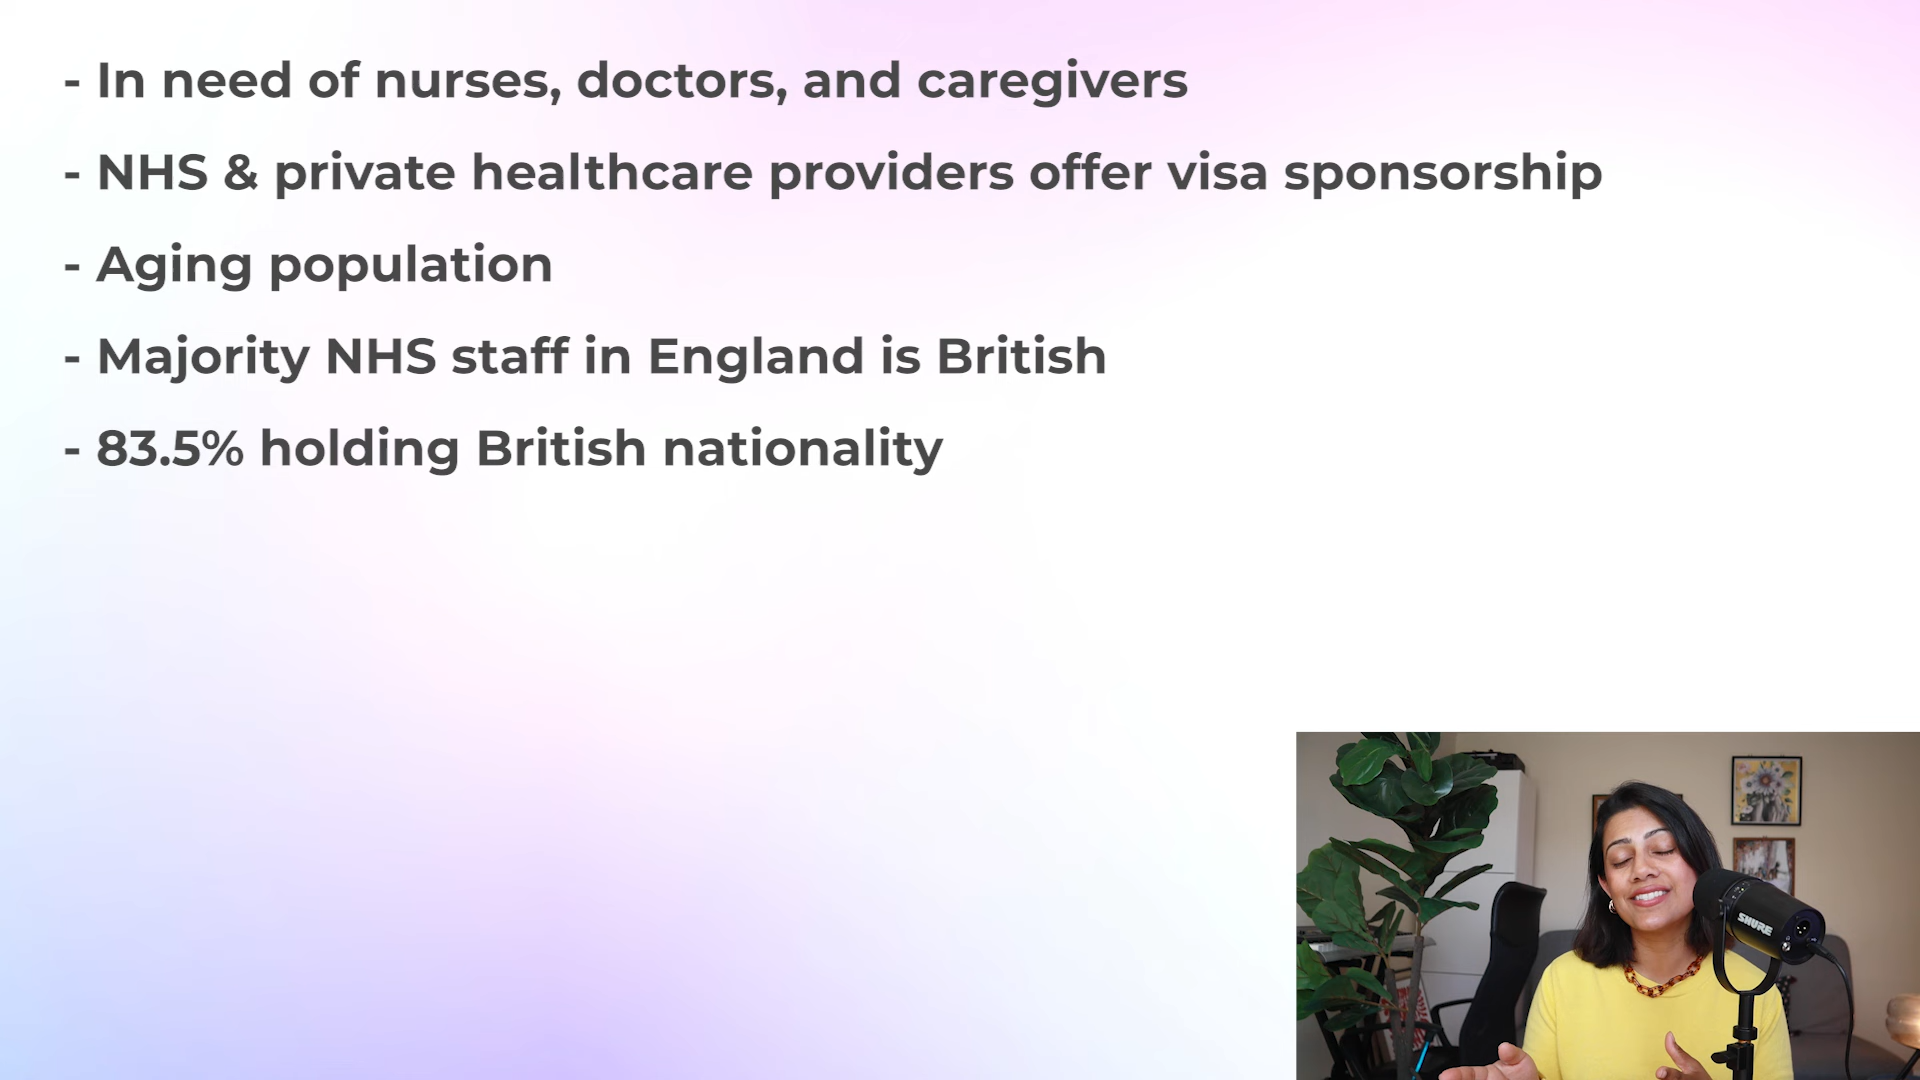 - In need of nurses, doctors, and caregivers
- NHS & private healthcare providers offer visa sponsorship
- Aging population
- Majority NHS staff in England is British
- 83.5% holding British nationality
SHURE